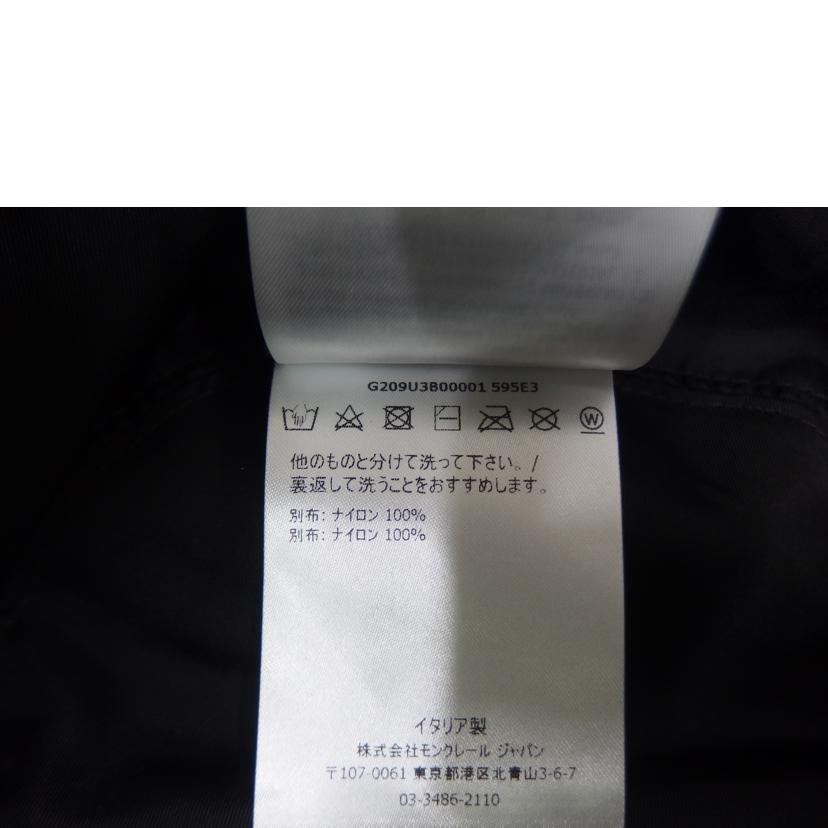 G209U3B00001 595E3
W
他のものと分けて洗って下さい。/
裏返して洗うことをおすすめします。
別布: ナイロン 100%
別布: ナイロン 100%
イタリア製
株式会社モンクレール ジャパン
〒107-0061 東京都港区北青山3-6-7
03-3486-2110